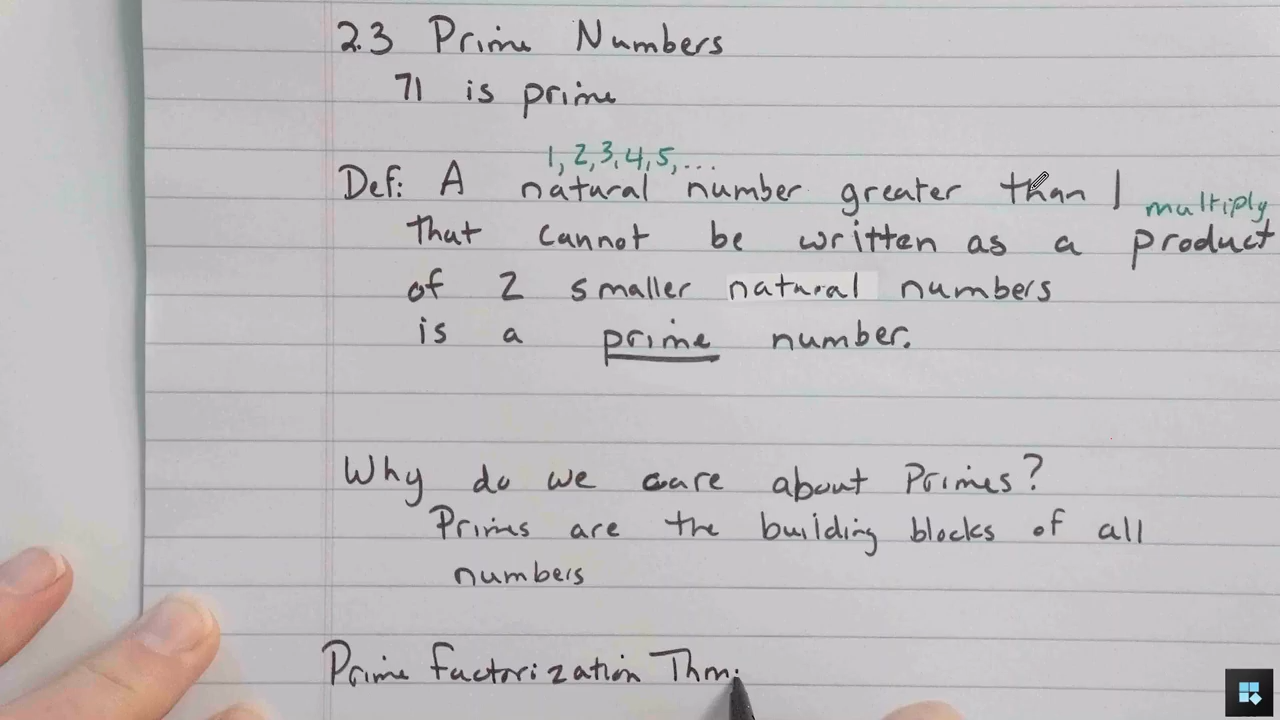 2.3 Prime Numbers
71 is prime
1, 2, 3, 4, 5, ...
Def: A natural number greater than 1
multiply
that cannot be written as a product
of 2 smaller natural numbers
is a prime number.
Why do we care about Primes?
Primes are the building blocks of all
numbers
Prime Factorization Thm: